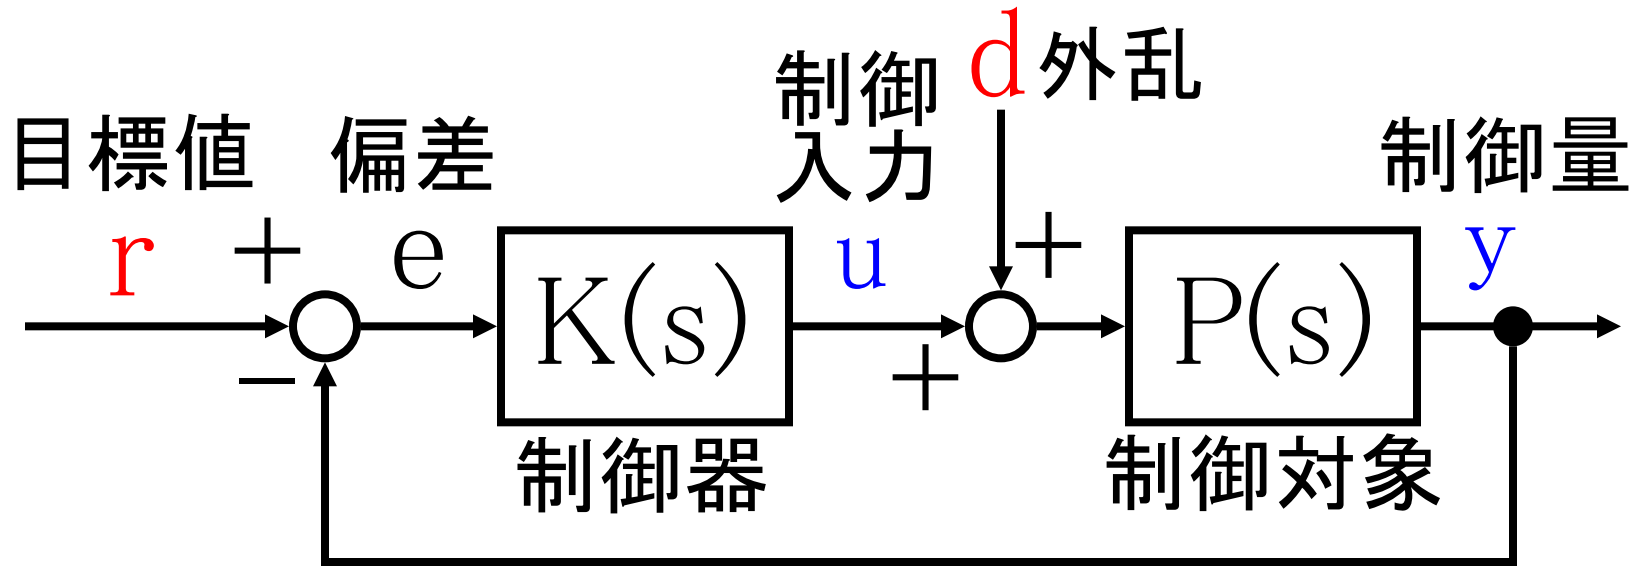 目標値
r
+
−
偏差
e
K(s)
制御器
制御
入力
u
d 外乱
+
+
P(s)
制御対象
制御量
y